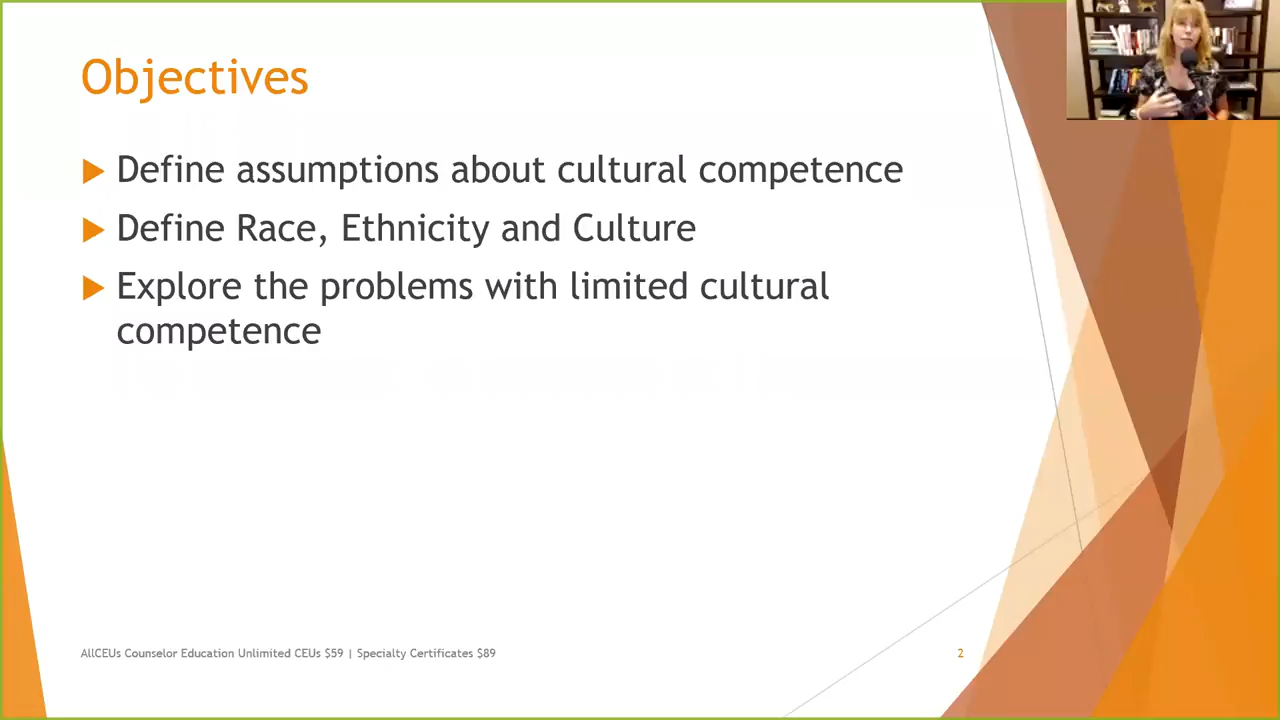 Objectives
Define assumptions about cultural competence
Define Race, Ethnicity and Culture
Explore the problems with limited cultural
competence
AllCEUs Counselor Education Unlimited CEUs $59 | Specialty Certificates $89
2